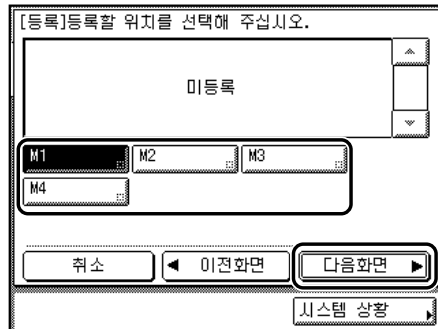 [등록]등록할 위치를 선택해 주십시오.
미등록
M1 M2 M3
M4
취소 ◀ 이전화면 다음화면 ▶
시스템 상황